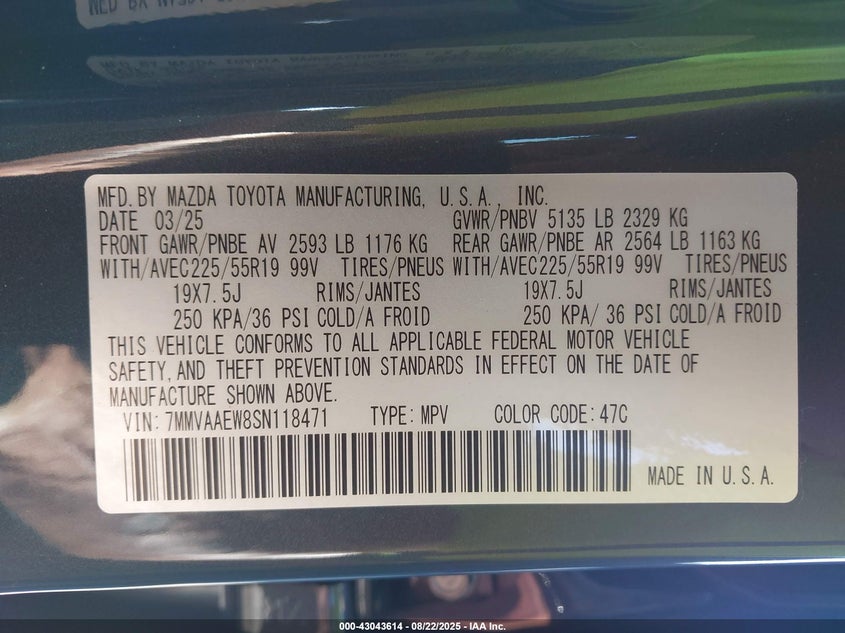 MFD. BY MAZDA TOYOTA MANUFACTURING, U.S.A., INC.
DATE 03/25 GVWR/PNBV 5135 LB 2329 KG
FRONT GAWR/PNBE AV 2593 LB 1176 KG REAR GAWR/PNBE AR 2564 LB 1163 KG
WITH/AVEC 225/55R19 99V TIRES/PNEUS WITH/AVEC 225/55R19 99V TIRES/PNEUS
19X7.5J RIMS/JANTES 19X7.5J RIMS/JANTES
250 KPA/36 PSI COLD/A FROID 250 KPA/ 36 PSI COLD/A FROID
THIS VEHICLE CONFORMS TO ALL APPLICABLE FEDERAL MOTOR VEHICLE
SAFETY, AND THEFT PREVENTION STANDARDS IN EFFECT ON THE DATE OF
MANUFACTURE SHOWN ABOVE.
VIN: 7MMVAAEW8SN118471 TYPE: MPV COLOR CODE: 47C
MADE IN U.S.A.
000-43043614 - 08/22/2025 - IAA Inc.